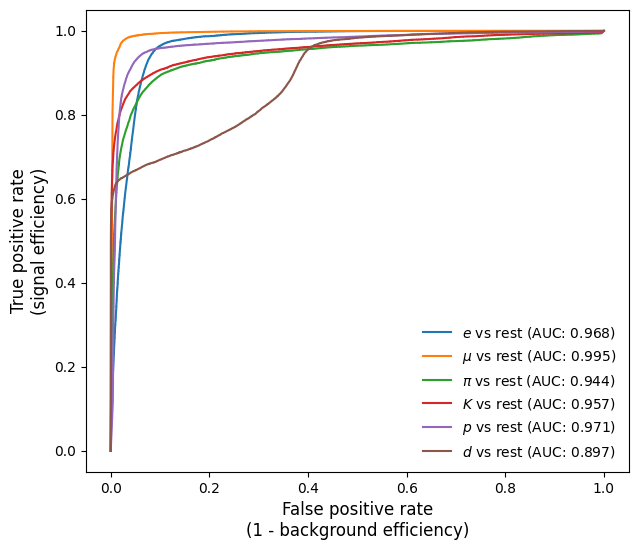 True positive rate
(signal efficiency)
1.0
0.8
0.6
0.4
0.2
0.0
e vs rest (AUC: 0.968)
μ vs rest (AUC: 0.995)
π vs rest (AUC: 0.944)
K vs rest (AUC: 0.957)
p vs rest (AUC: 0.971)
d vs rest (AUC: 0.897)
0.0 0.2 0.4 0.6 0.8 1.0
False positive rate
(1 - background efficiency)